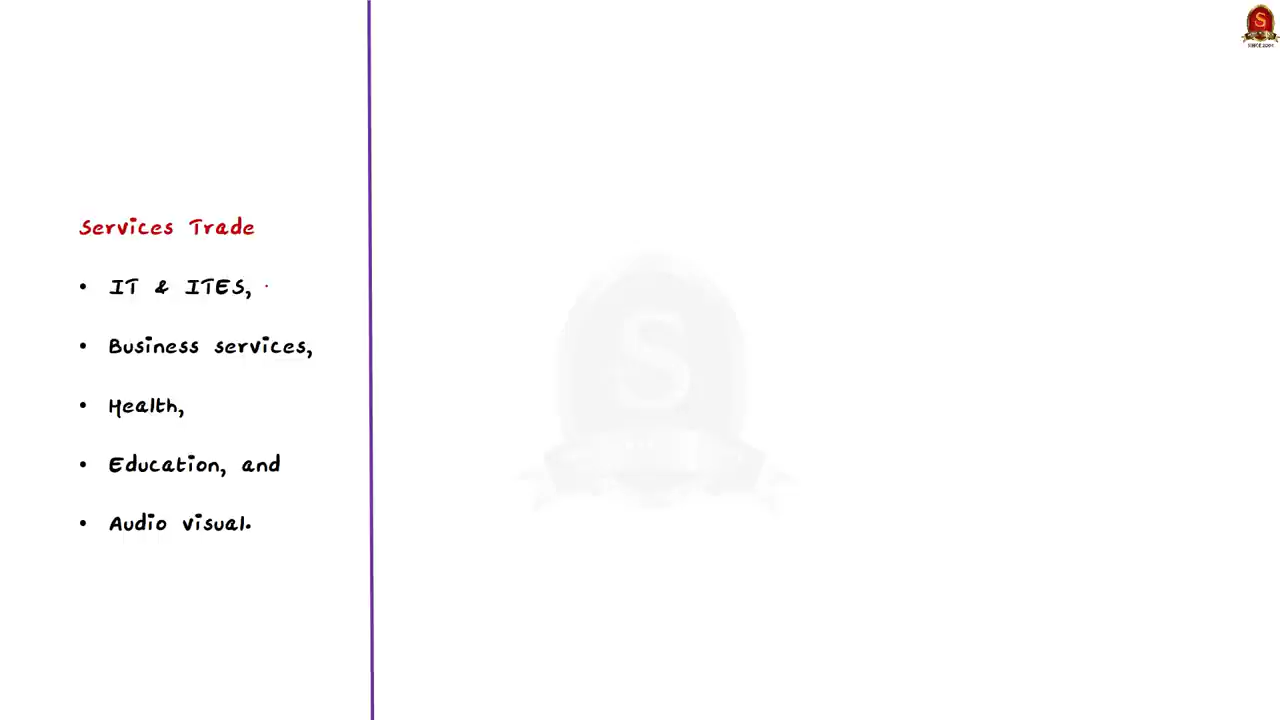 Services Trade
• IT & ITES,
• Business services,
• Health,
• Education, and
• Audio visual.